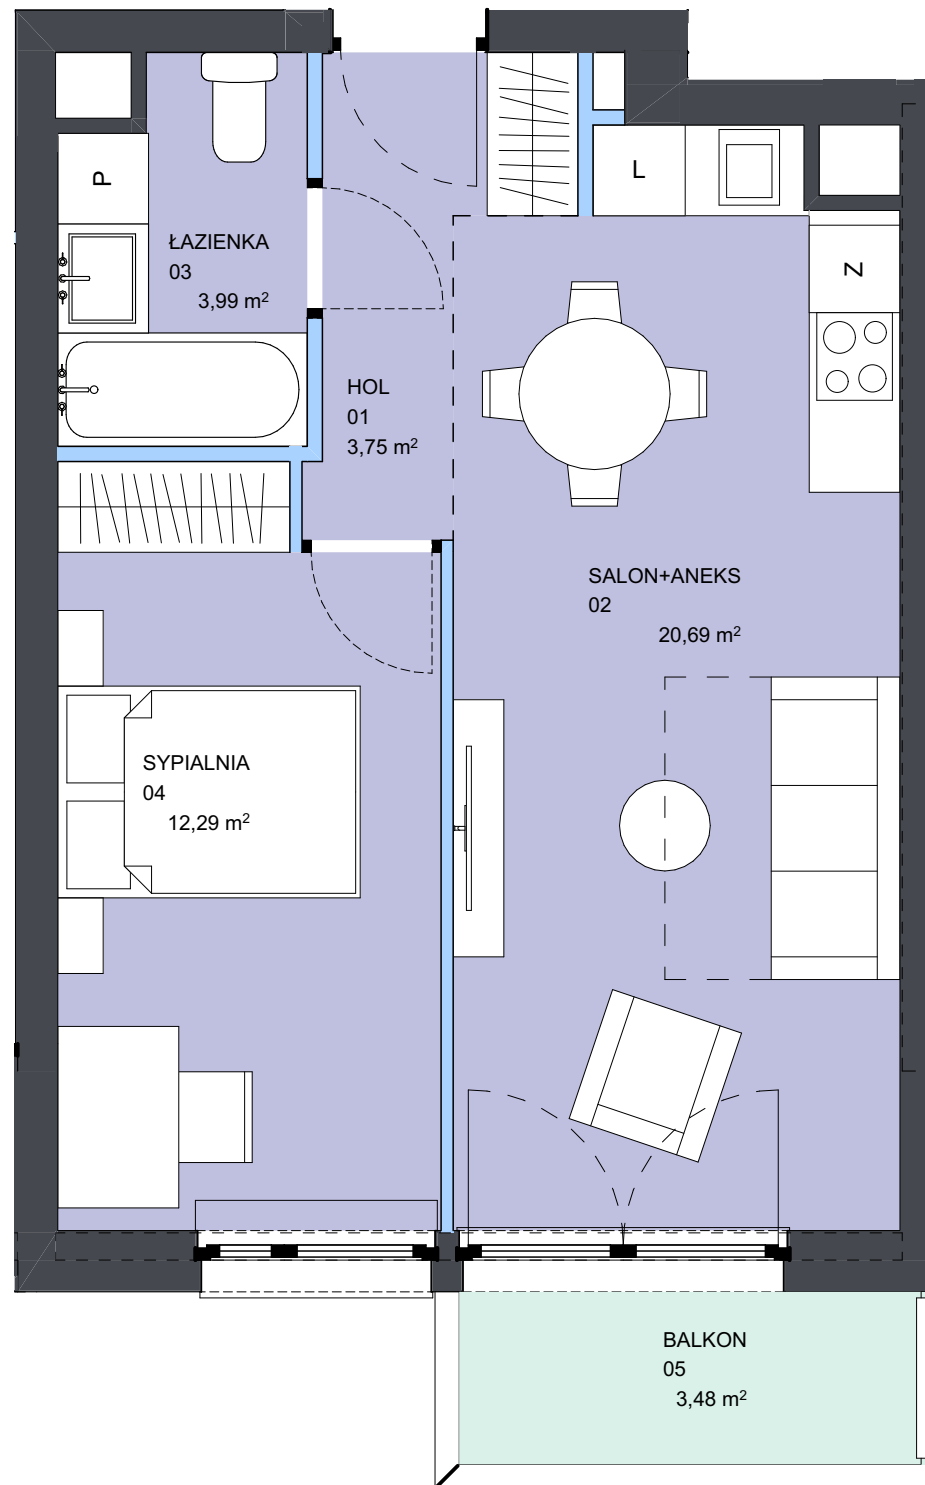 P
L
ŁAZIENKA
03
3,99 m²
Z
HOL
01
3,75 m²
SALON+ANEKS
02
20,69 m²
SYPIALNIA
04
12,29 m²
BALKON
05
3,48 m²